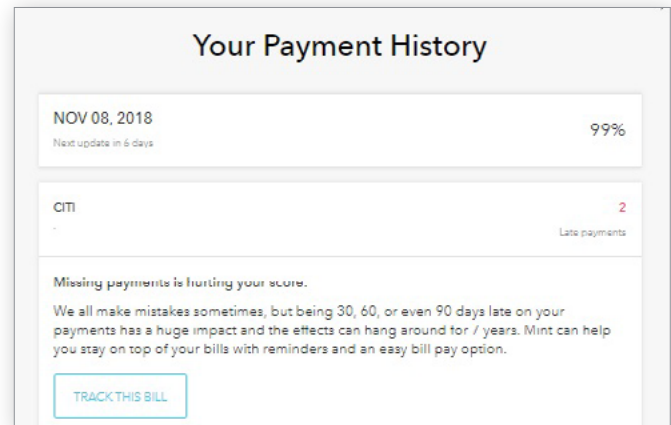 Your Payment History
NOV 08, 2018
99%
Next update in 6 days
CITI
2
Late payments
Missing payments is hurting your score.
We all make mistakes sometimes, but being 30, 60, or even 90 days late on your
payments has a huge impact and the effects can hang around for 7 years. Mint can help
you stay on top of your bills with reminders and an easy bill pay option.
TRACK THIS BILL